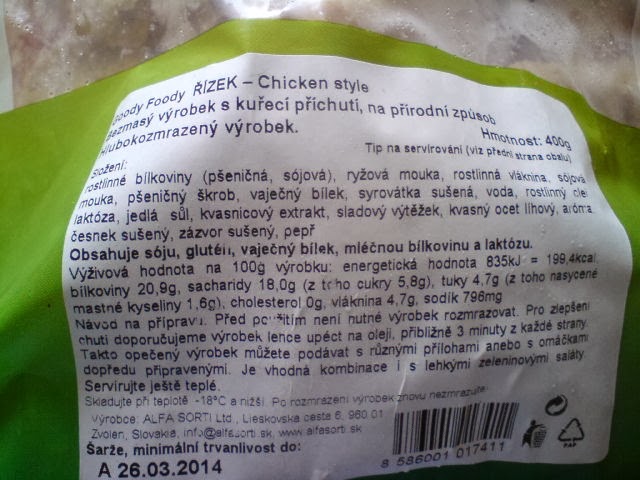 Goody Foody ŘÍZEK – Chicken style
Bezmasý výrobek s kuřecí příchutí, na přírodní způsob
Hlubokozmrazený výrobek.
Hmotnost: 400g
Tip na servírování (viz přední strana obalu)
Složení:
rostlinné bílkoviny (pšeničná, sójová), ryžová mouka, rostlinná vláknina, sójová
mouka, pšeničný škrob, vaječný bílek, syrovátka sušená, voda, rostlinný olej
laktóza, jedlá sůl, kvasnicový extrakt, sladový výtěžek, kvasný ocet lihový, aróma
česnek sušený, zázvor sušený, pepř
Obsahuje sóju, glutén, vaječný bílek, mléčnou bílkovinu a laktózu.
Výživová hodnota na 100g výrobku: energetická hodnota 835kJ = 199,4kcal,
bílkoviny 20,9g, sacharidy 18,0g (z toho cukry 5,8g), tuky 4,7g (z toho nasycené
mastné kyseliny 1,6g), cholesterol 0g, vláknina 4,7g, sodík 796mg
Návod na přípravu. Před použitím není nutné výrobek rozmrazovat. Pro zlepšení
chuti doporučujeme výrobek lehce upéct na oleji, přibližně 3 minuty z každé strany.
Takto opečený výrobek můžete podávat s různými přílohami anebo s omáčkami
dopředu připravenými. Je vhodná kombinace i s lehkými zeleninovými saláty.
Servírujte ještě teplé.
Skladujte při teplotě -18°C a nižší. Po rozmrazení výrobek znovu nezmrazujte.
Výrobce: ALFA SORTI Ltd., Lieskovská cesta 6, 960 01
Zvolen, Slovakia, info@alfasorti.sk, www.alfasorti.sk
Šarže, minimální trvanlivost do:
A 26.03.2014
8 586001 017411
PAP